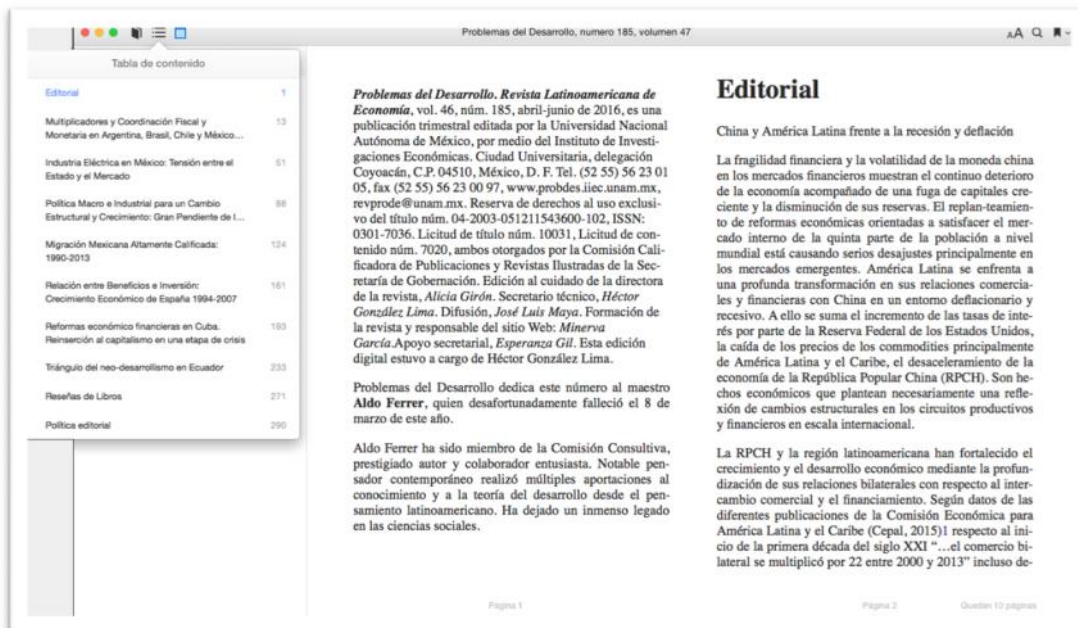 Problemas del Desarrollo, numero 185, volumen 47
AA
Tabla de contenido
Editorial 1
Multiplicadores y Coordinación Fiscal y
Monetaria en Argentina, Brasil, Chile y México... 13
Industria Eléctrica en México: Tensión entre el
Estado y el Mercado 51
Política Macro e Industrial para un Cambio
Estructural y Crecimiento: Gran Pendiente de l... 88
Migración Mexicana Altamente Calificada:
1990-2013 124
Relación entre Beneficios e Inversión:
Crecimiento Económico de España 1994-2007 161
Reformas económico financieras en Cuba.
Reinserción al capitalismo en una etapa de crisis 193
Triángulo del neo-desarrollismo en Ecuador 233
Reseñas de Libros 271
Política editorial 290
Problemas del Desarrollo. Revista Latinoamericana de
Economía, vol. 46, núm. 185, abril-junio de 2016, es una
publicación trimestral editada por la Universidad Nacional
Autónoma de México, por medio del Instituto de Investi-
gaciones Económicas. Ciudad Universitaria, delegación
Coyoacán, C.P. 04510, México, D. F. Tel. (52 55) 56 23 01
05, fax (52 55) 56 23 00 97, www.probdes.iiec.unam.mx,
revprode@unam.mx. Reserva de derechos al uso exclusi-
vo del título núm. 04-2003-051211543600-102, ISSN:
0301-7036. Licitud de título núm. 10031, Licitud de con-
tenido núm. 7020, ambos otorgados por la Comisión Cali-
ficadora de Publicaciones y Revistas Ilustradas de la Sec-
retaría de Gobernación. Edición al cuidado de la directora
de la revista, Alicia Girón. Secretario técnico, Héctor
González Lima. Difusión, José Luis Maya. Formación de
la revista y responsable del sitio Web: Minerva
García.Apoyo secretarial, Esperanza Gil. Esta edición
digital estuvo a cargo de Héctor González Lima.
Problemas del Desarrollo dedica este número al maestro
Aldo Ferrer, quien desafortunadamente falleció el 8 de
marzo de este año.
Aldo Ferrer ha sido miembro de la Comisión Consultiva,
prestigiado autor y colaborador entusiasta. Notable pen-
sador contemporáneo realizó múltiples aportaciones al
conocimiento y a la teoría del desarrollo desde el pen-
samiento latinoamericano. Ha dejado un inmenso legado
en las ciencias sociales.
Página 1
Editorial
China y América Latina frente a la recesión y deflación
La fragilidad financiera y la volatilidad de la moneda china
en los mercados financieros muestran el continuo deterioro
de la economía acompañado de una fuga de capitales cre-
ciente y la disminución de sus reservas. El replan-teamien-
to de reformas económicas orientadas a satisfacer el mer-
cado interno de la quinta parte de la población a nivel
mundial está causando serios desajustes principalmente en
los mercados emergentes. América Latina se enfrenta a
una profunda transformación en sus relaciones comercia-
les y financieras con China en un entorno deflacionario y
recesivo. A ello se suma el incremento de las tasas de inte-
rés por parte de la Reserva Federal de los Estados Unidos,
la caída de los precios de los commodities principalmente
de América Latina y el Caribe, el desaceleramiento de la
economía de la República Popular China (RPCH). Son he-
chos económicos que plantean necesariamente una refle-
xión de cambios estructurales en los circuitos productivos
y financieros en escala internacional.
La RPCH y la región latinoamericana han fortalecido el
crecimiento y el desarrollo económico mediante la profun-
dización de sus relaciones bilaterales con respecto al inter-
cambio comercial y el financiamiento. Según datos de las
diferentes publicaciones de la Comisión Económica para
América Latina y el Caribe (Cepal, 2015)1 respecto al ini-
cio de la primera década del siglo XXI “...el comercio bi-
lateral se multiplicó por 22 entre 2000 y 2013” incluso de-
Página 2
Quedan 10 páginas